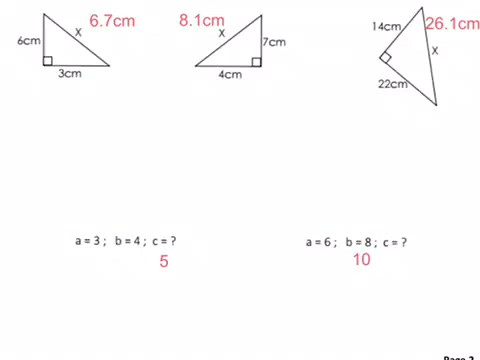 6cm x 6.7cm
3cm
8.1cm x 7cm
4cm
14cm 26.1cm
x
22cm
a = 3 ; b = 4 ; c = ?
5
a = 6 ; b = 8 ; c = ?
10